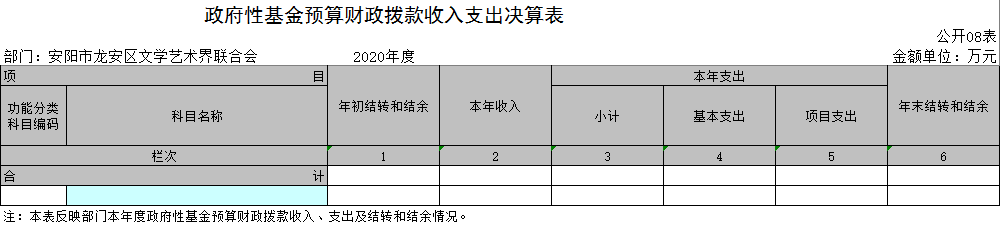 政府性基金预算财政拨款收入支出决算表
公开08表
部门：安阳市龙安区文学艺术界联合会 2020年度 金额单位：万元
项 目 年初结转和结余 本年收入 本年支出 年末结转和结余
功能分类科目编码 科目名称 小计 基本支出 项目支出
栏次 1 2 3 4 5 6
合 计
注：本表反映部门本年度政府性基金预算财政拨款收入、支出及结转和结余情况。